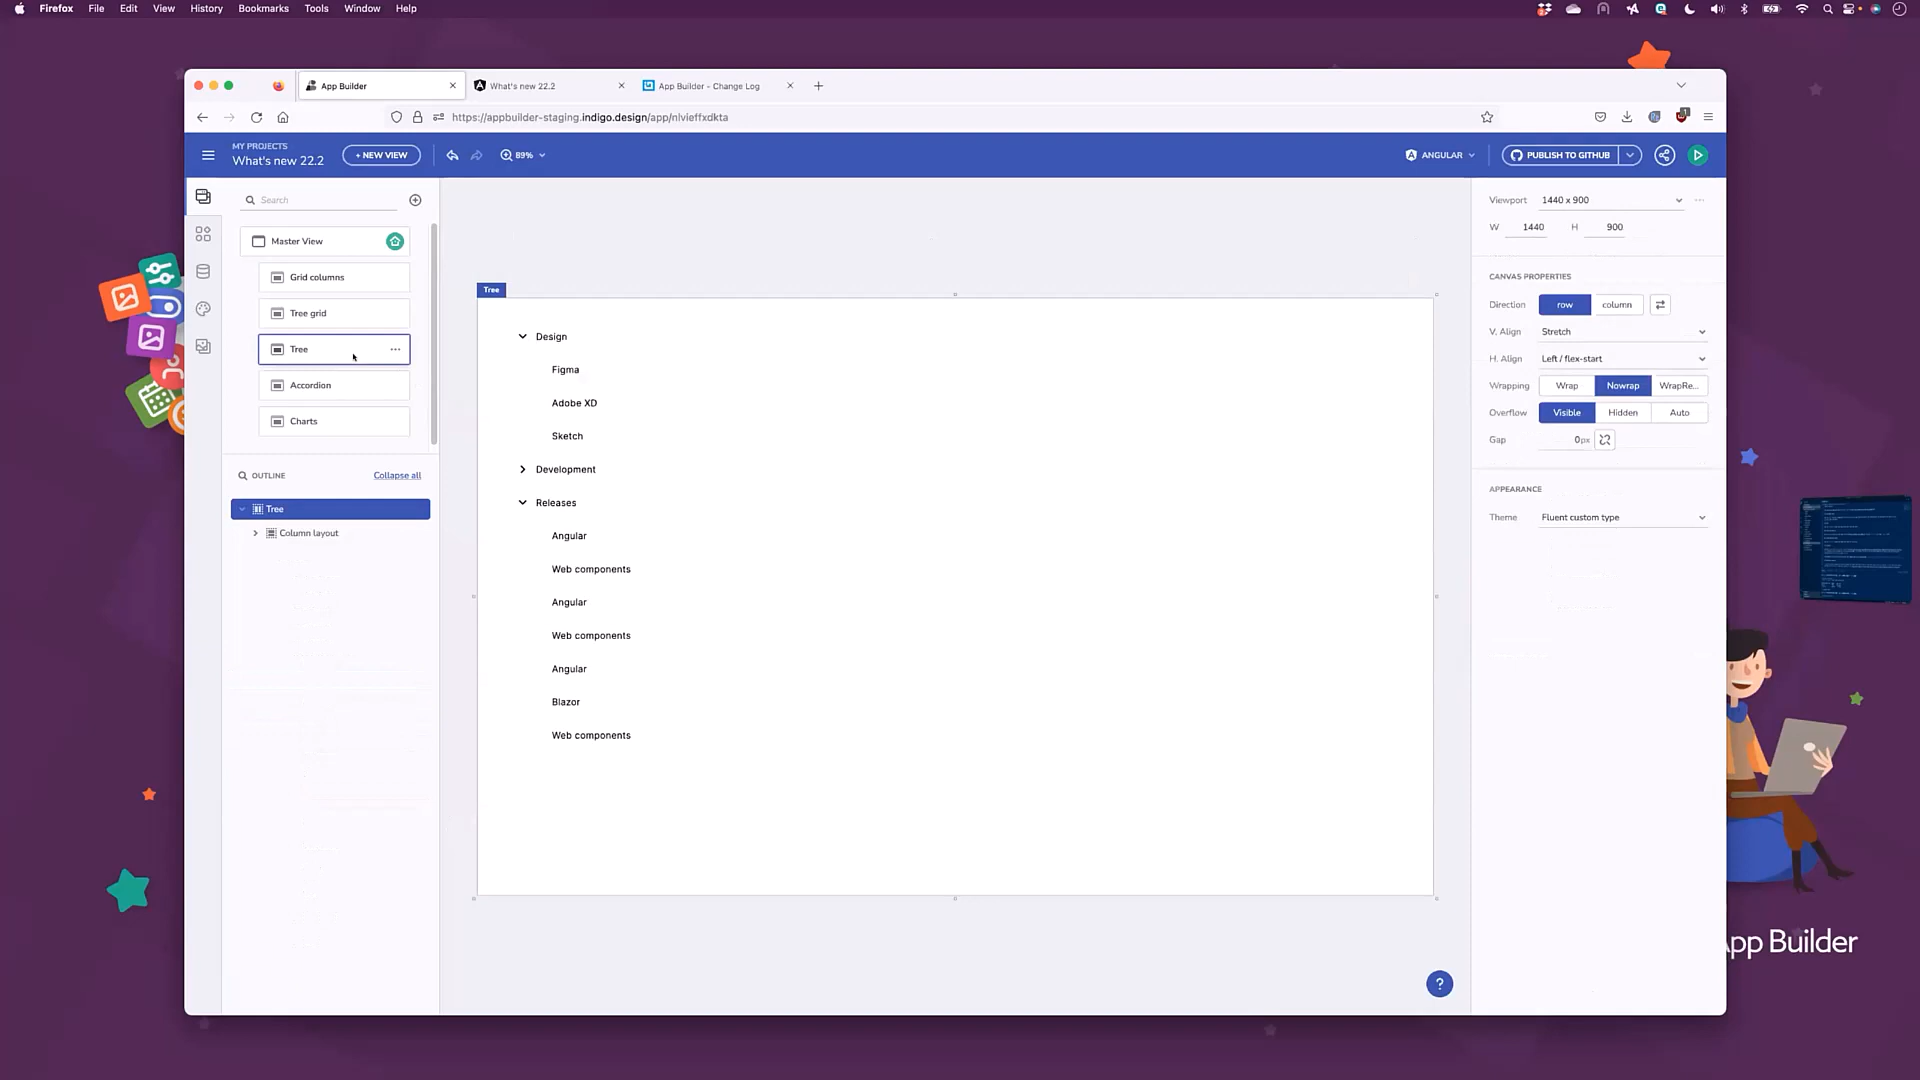 Firefox File Edit View History Bookmarks Tools Window Help
App Builder
What's new 22.2
App Builder - Change Log
https://appbuilder-staging.indigo.design/app/nlvieffxdkta
MY PROJECTS
What's new 22.2
+ NEW VIEW
89%
ANGULAR
PUBLISH TO GITHUB
Search
Master View
Grid columns
Tree grid
Tree
Accordion
Charts
OUTLINE
Collapse all
Tree
Column layout
Tree
Design
Figma
Adobe XD
Sketch
Development
Releases
Angular
Web components
Angular
Web components
Angular
Blazor
Web components
Viewport 1440 x 900
W 1440 H 900
CANVAS PROPERTIES
Direction row column
V. Align Stretch
H. Align Left / flex-start
Wrapping Wrap Nowrap WrapRe...
Overflow Visible Hidden Auto
Gap 0px
APPEARANCE
Theme Fluent custom type
?
App Builder